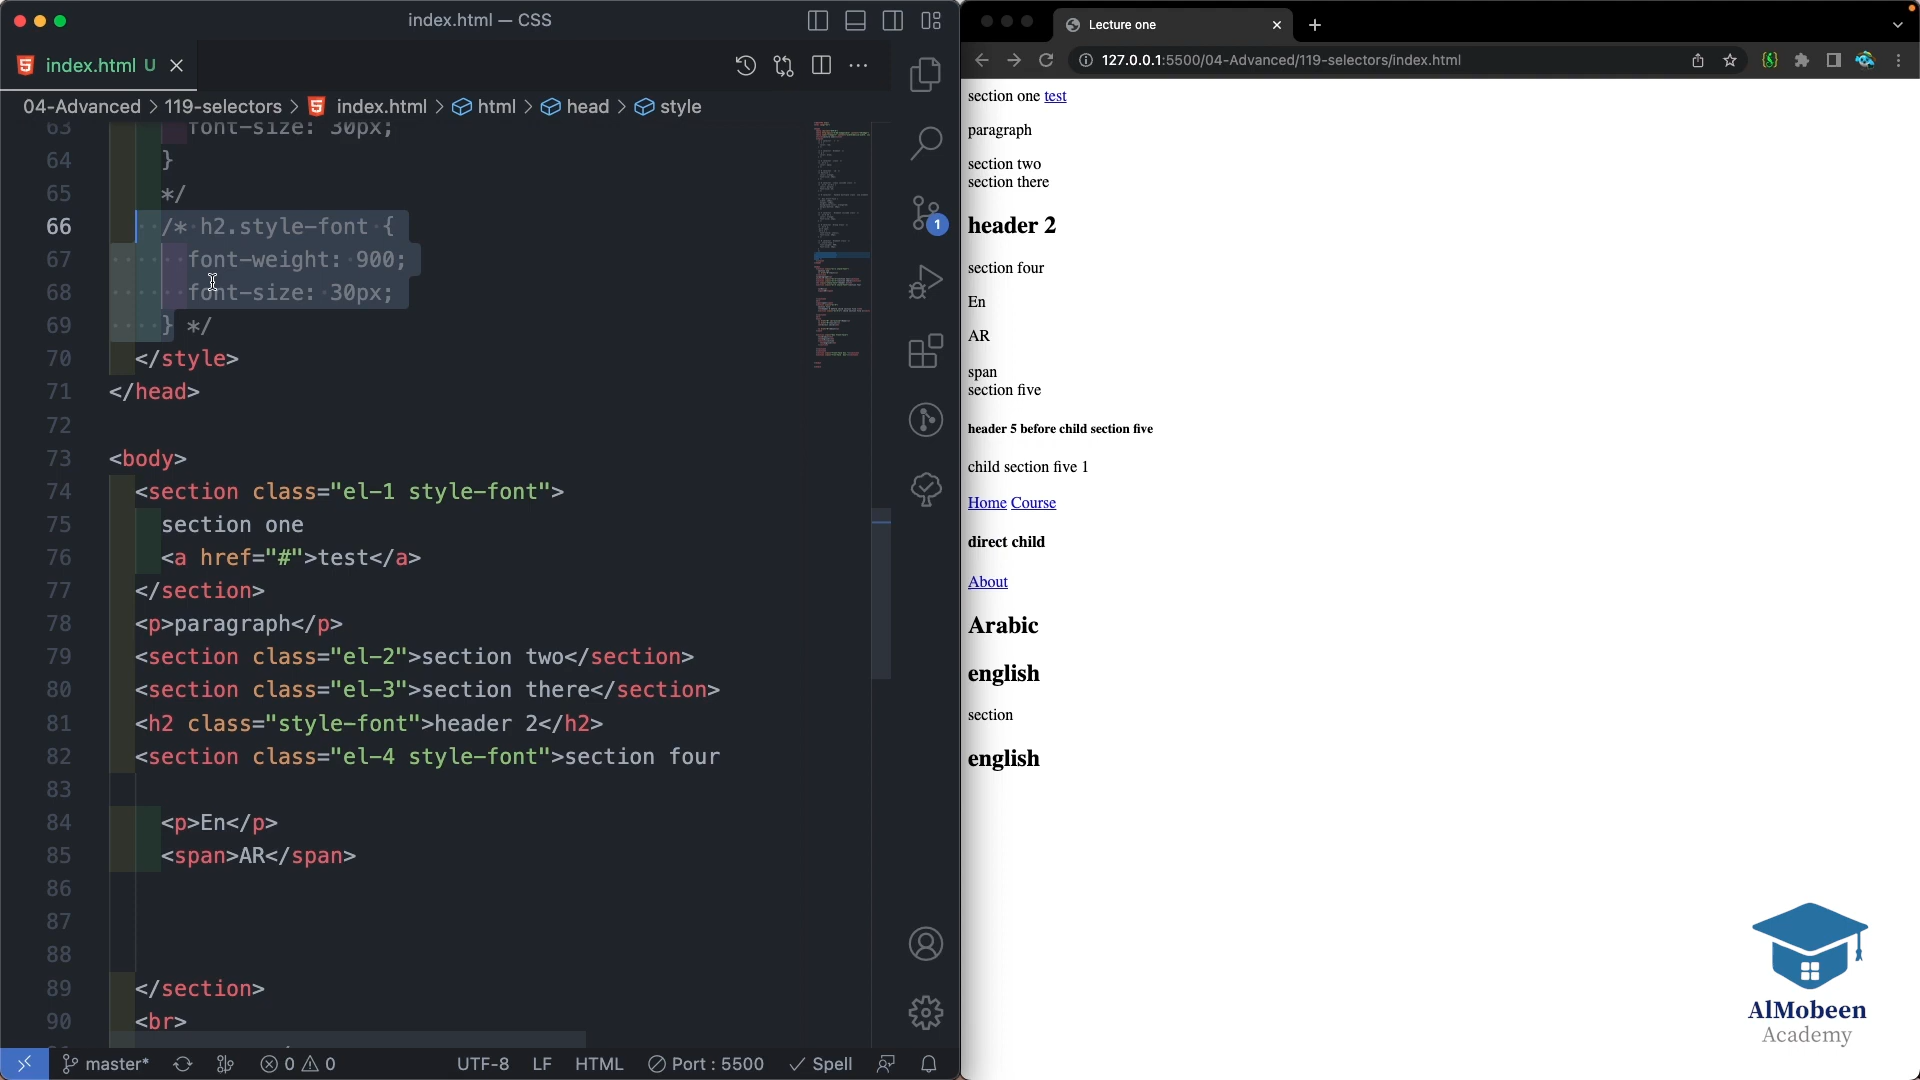 index.html — CSS
index.html U
04-Advanced > 119-selectors > index.html > html > head > style
63 font-size: 30px;
64 }
65 */
66 /* h2.style-font {
67 font-weight: 900;
68 font-size: 30px;
69 } */
70 </style>
71 </head>
72
73 <body>
74 <section class="el-1 style-font">
75 section one
76 <a href="#">test</a>
77 </section>
78 <p>paragraph</p>
79 <section class="el-2">section two</section>
80 <section class="el-3">section there</section>
81 <h2 class="style-font">header 2</h2>
82 <section class="el-4 style-font">section four
83
84 <p>En</p>
85 <span>AR</span>
86
87
88
89 </section>
90 <br>
1
master* 0 0 UTF-8 LF HTML Port : 5500 Spell
Lecture one
127.0.0.1:5500/04-Advanced/119-selectors/index.html
section one test
paragraph
section two
section there
header 2
section four
En
AR
span
section five
header 5 before child section five
child section five 1
Home Course
direct child
About
Arabic
english
section
english
AlMobeen
Academy